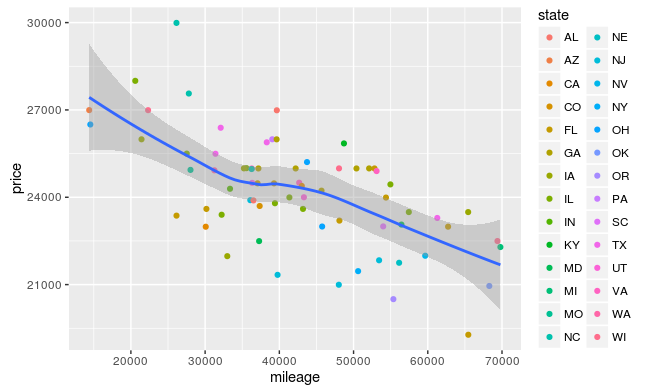 state
AL
AZ
CA
CO
FL
GA
IA
IL
IN
KY
MD
MI
MO
NC
NE
NJ
NV
NY
OH
OK
OR
PA
SC
TX
UT
VA
WA
WI
price
30000
27000
24000
21000
20000 30000 40000 50000 60000 70000
mileage